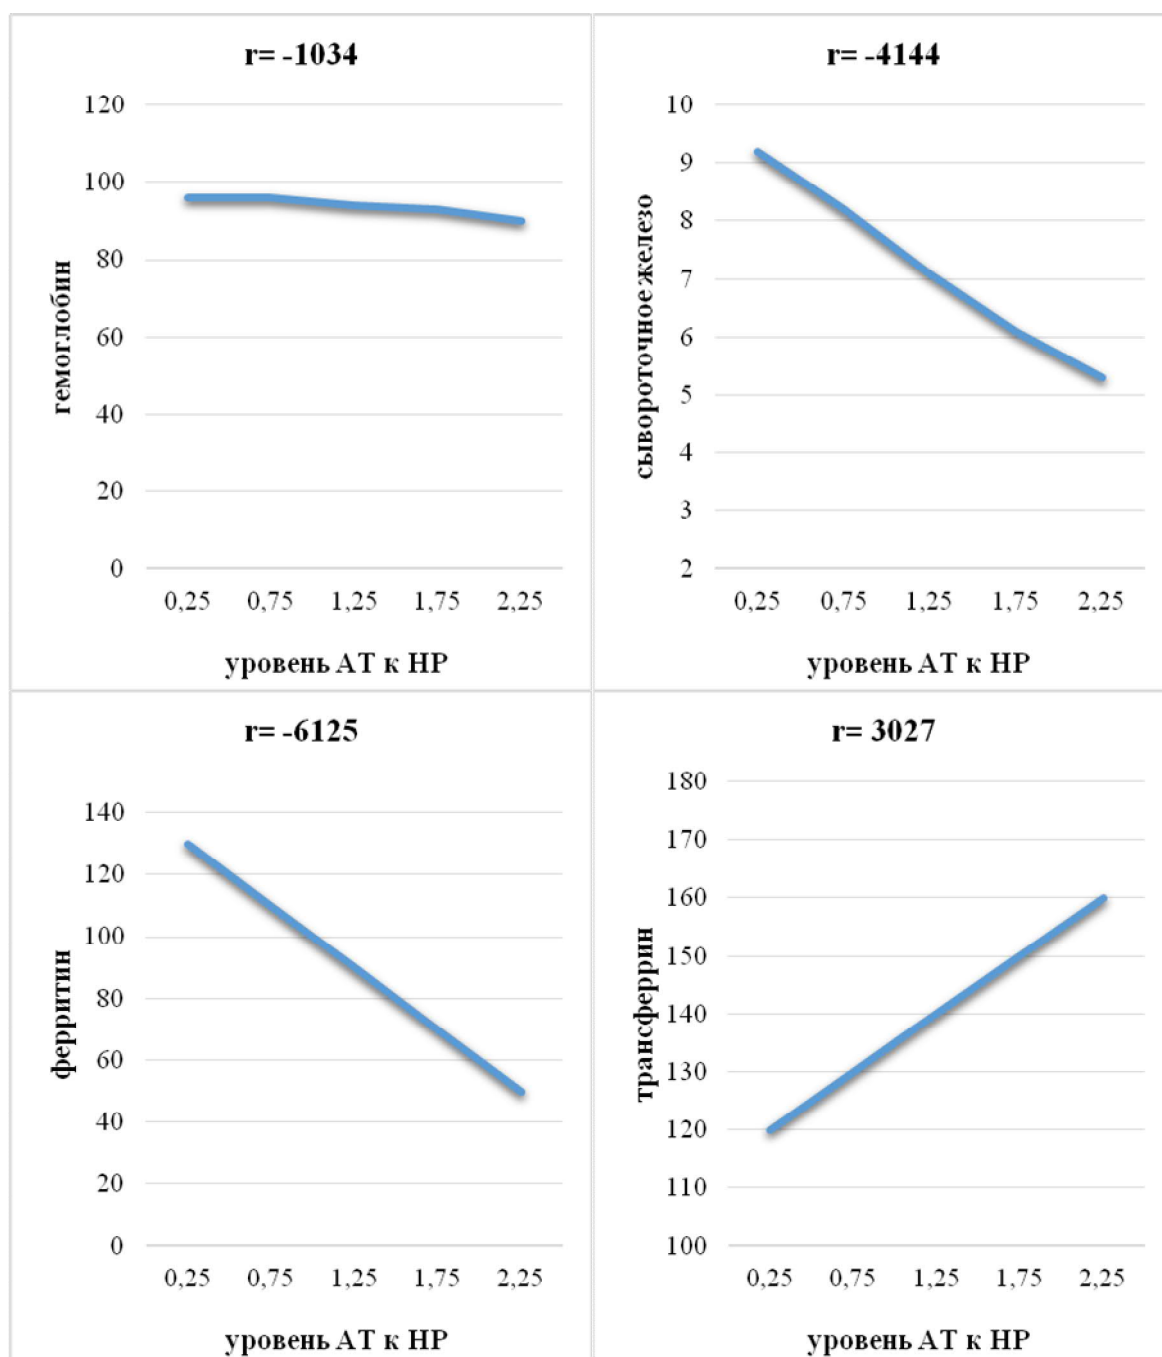 r= -1034
120
100
80
60
40
20
0
гемоглобин
0,25 0,75 1,25 1,75 2,25
уровень АТ к НР
r= -4144
10
9
8
7
6
5
4
3
2
сывороточное железо
0,25 0,75 1,25 1,75 2,25
уровень АТ к НР
r= -6125
140
120
100
80
60
40
20
0
ферритин
0,25 0,75 1,25 1,75 2,25
уровень АТ к НР
r= 3027
180
170
160
150
140
130
120
110
100
трансферрин
0,25 0,75 1,25 1,75 2,25
уровень АТ к НР